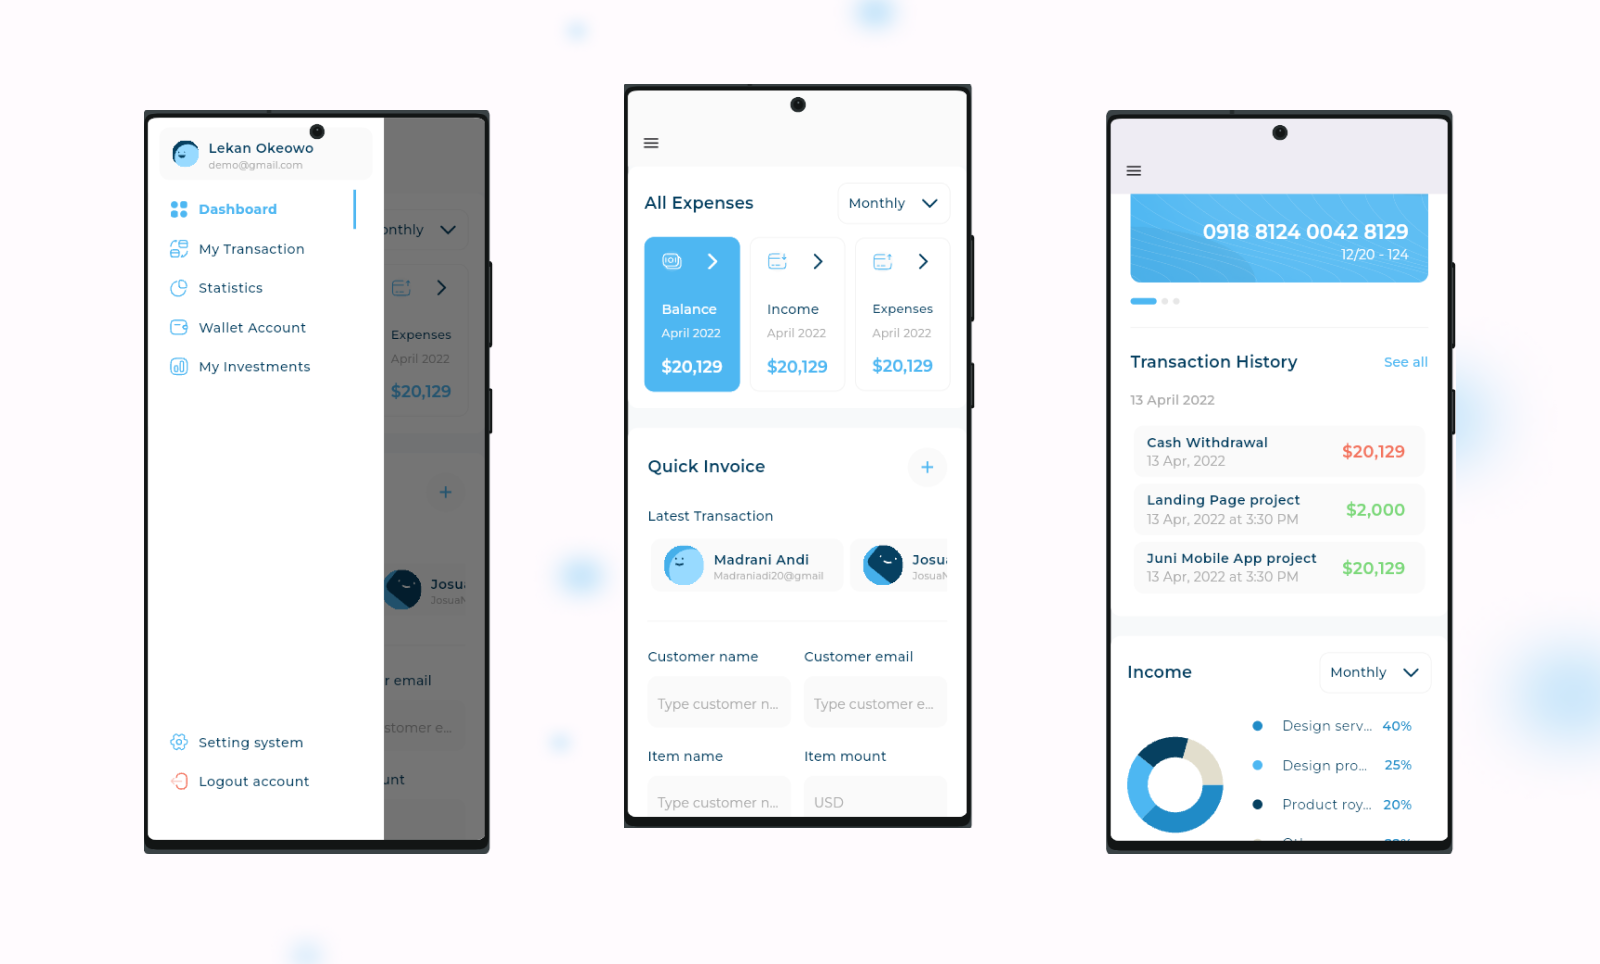 Lekan Okeowo
demo@gmail.com
Dashboard
My Transaction
Statistics
Wallet Account
My Investments
Setting system
Logout account
onthly
Expenses
April 2022
$20,129
+
Josua
JosuaN
r email
stomer e...
unt
All Expenses
Monthly
Balance
April 2022
$20,129
Income
April 2022
$20,129
Expenses
April 2022
$20,129
Quick Invoice
+
Latest Transaction
Madrani Andi
Madraniadi20@gmail
Josua
JosuaN
Customer name
Customer email
Type customer n...
Type customer e...
Item name
Item mount
Type customer n...
USD
0918 8124 0042 8129
12/20 - 124
Transaction History
See all
13 April 2022
Cash Withdrawal
13 Apr, 2022
$20,129
Landing Page project
13 Apr, 2022 at 3:30 PM
$2,000
Juni Mobile App project
13 Apr, 2022 at 3:30 PM
$20,129
Income
Monthly
Design serv... 40%
Design pro... 25%
Product roy... 20%